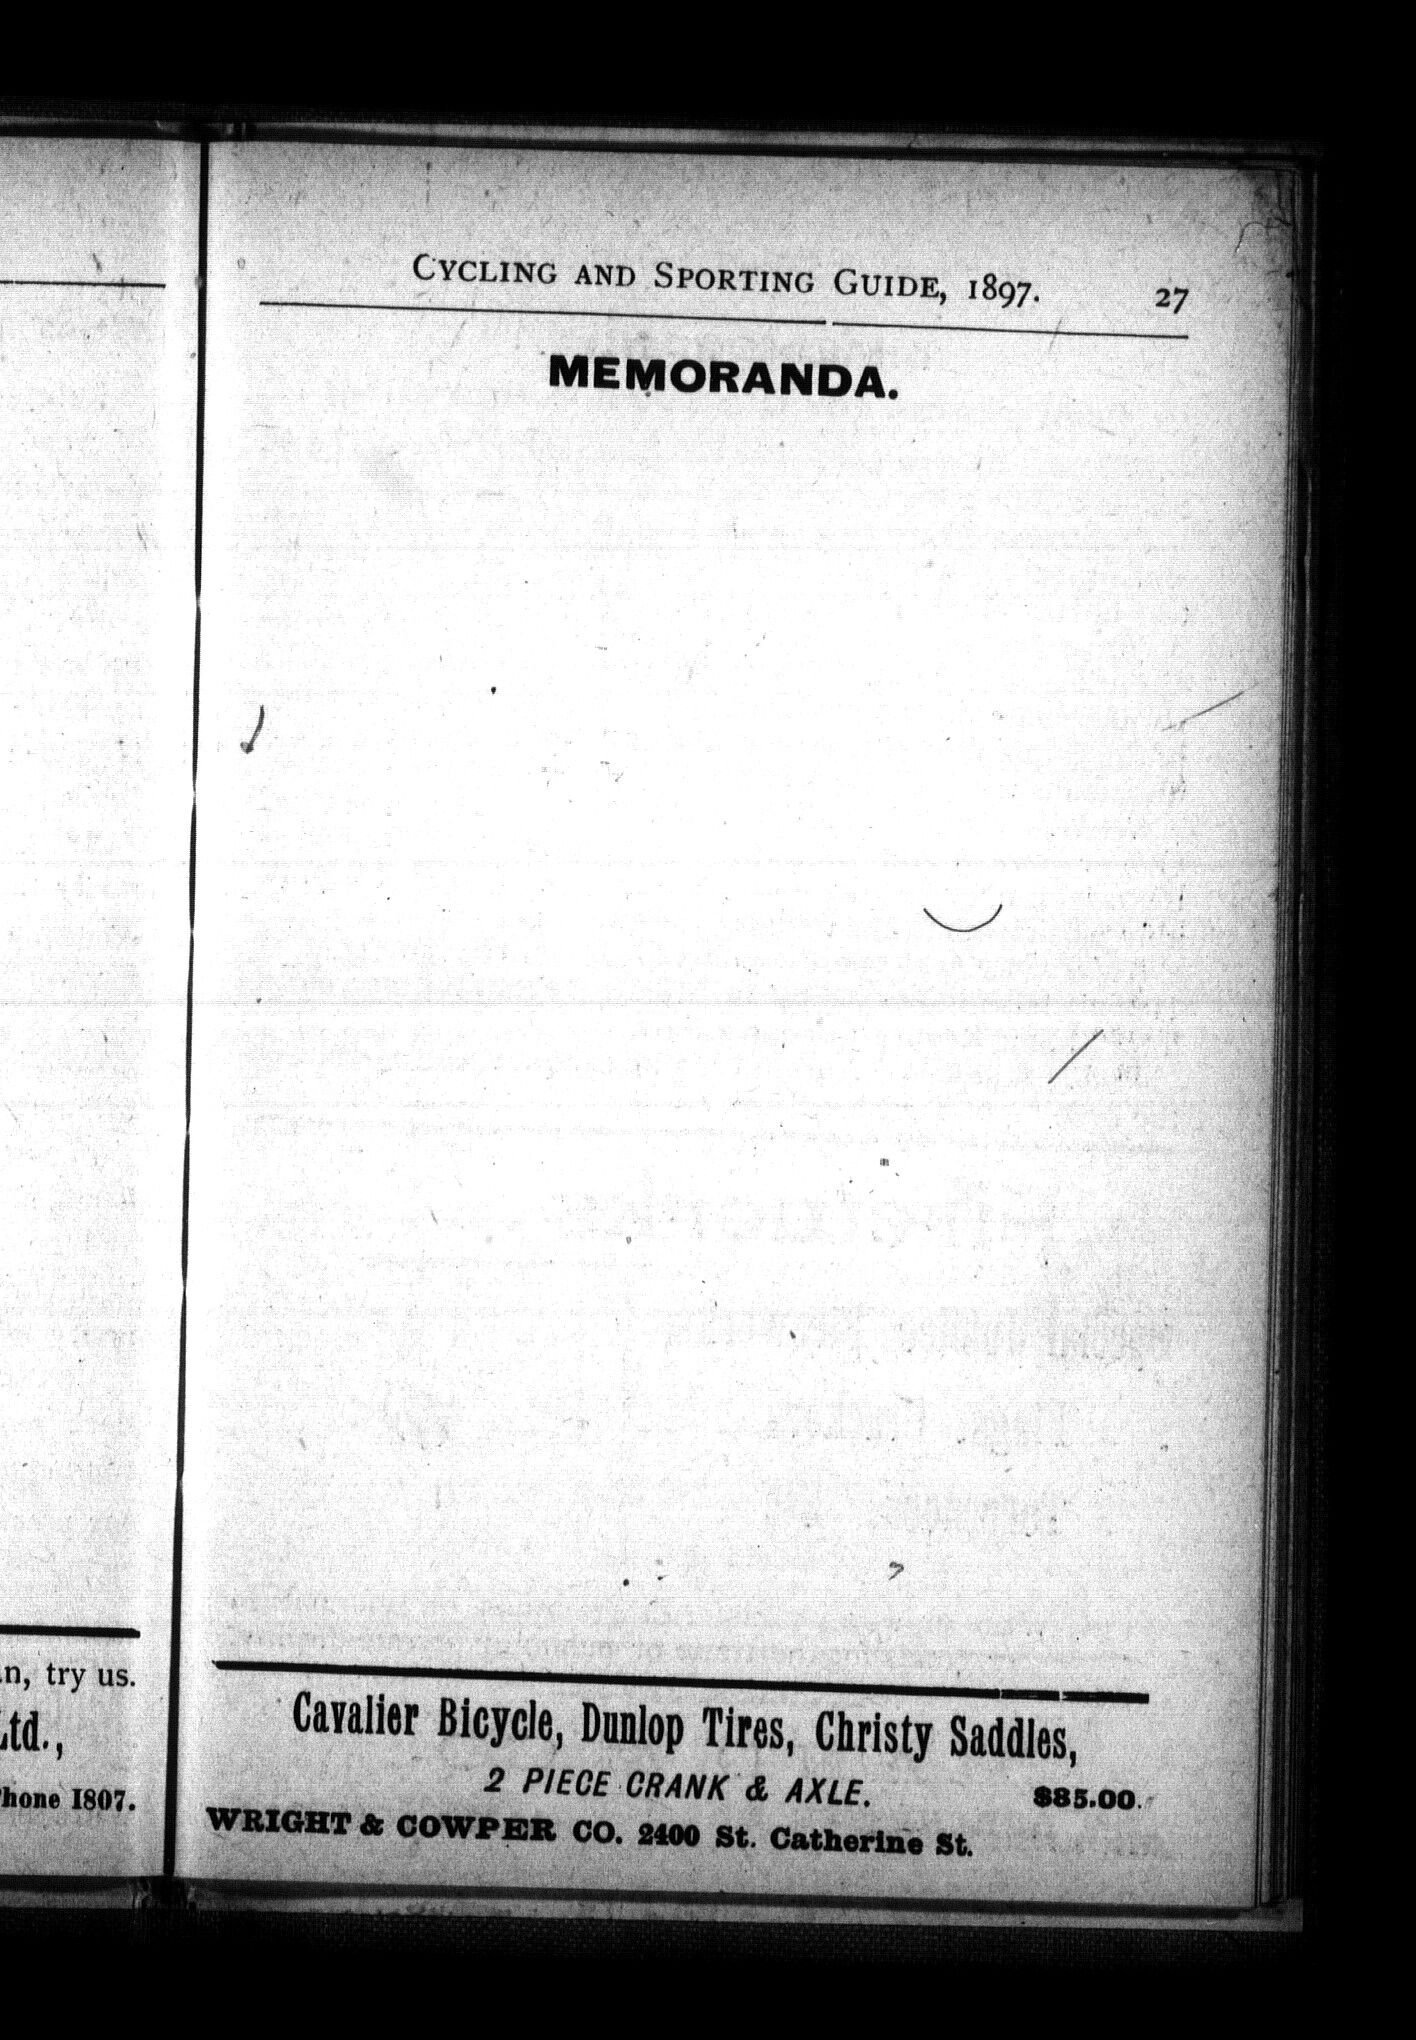 CYCLING AND SPORTING GUIDE, 1897. 27
MEMORANDA.
Cavalier Bicycle, Dunlop Tires, Christy Saddles,
2 PIECE CRANK & AXLE. $85.00.
WRIGHT & COWPER CO. 2400 St. Catherine St.
try us.
Ltd.,
Phone 1807.